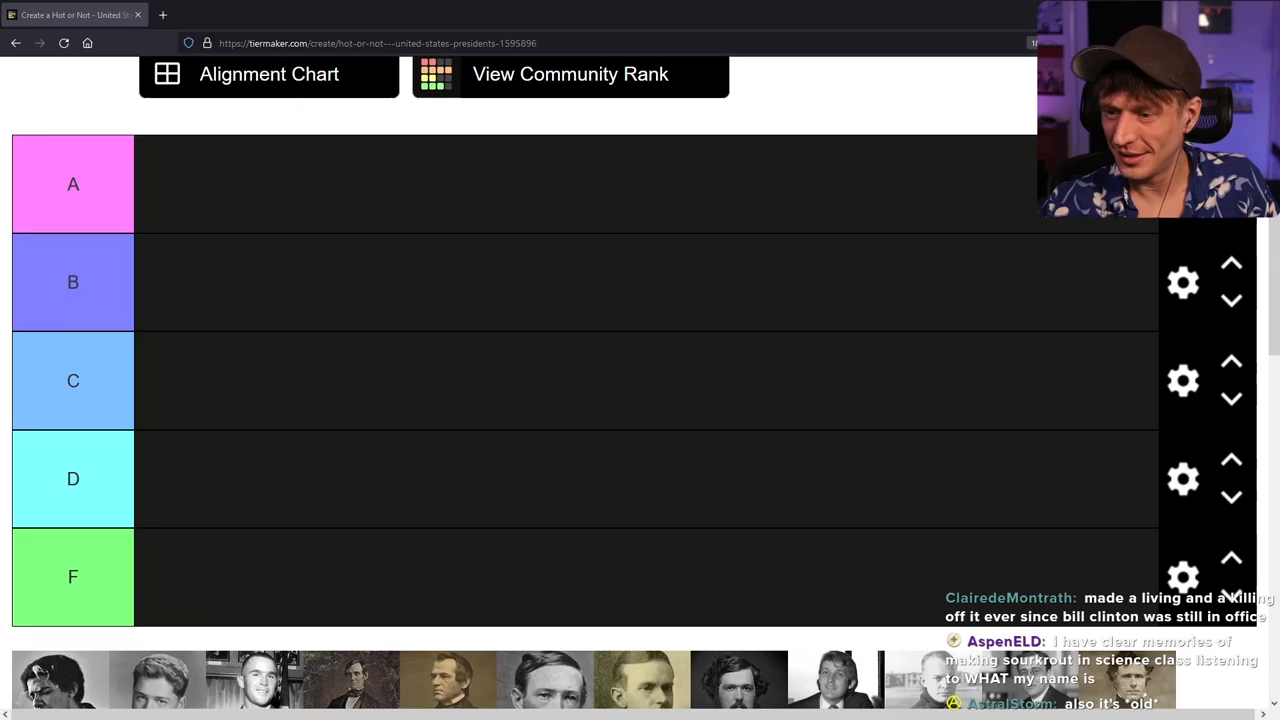 Create a Hot or Not - United St
https://tiermaker.com/create/hot-or-not---united-states-presidents-1595896
18
Alignment Chart
View Community Rank
A
B
C
D
F
ClairedeMontrath: made a living and a killing
off it ever since bill clinton was still in office
AspenELD: i have clear memories of
making sourkrout in science class listening
to WHAT my name is
AstralStorm: also it's *old*